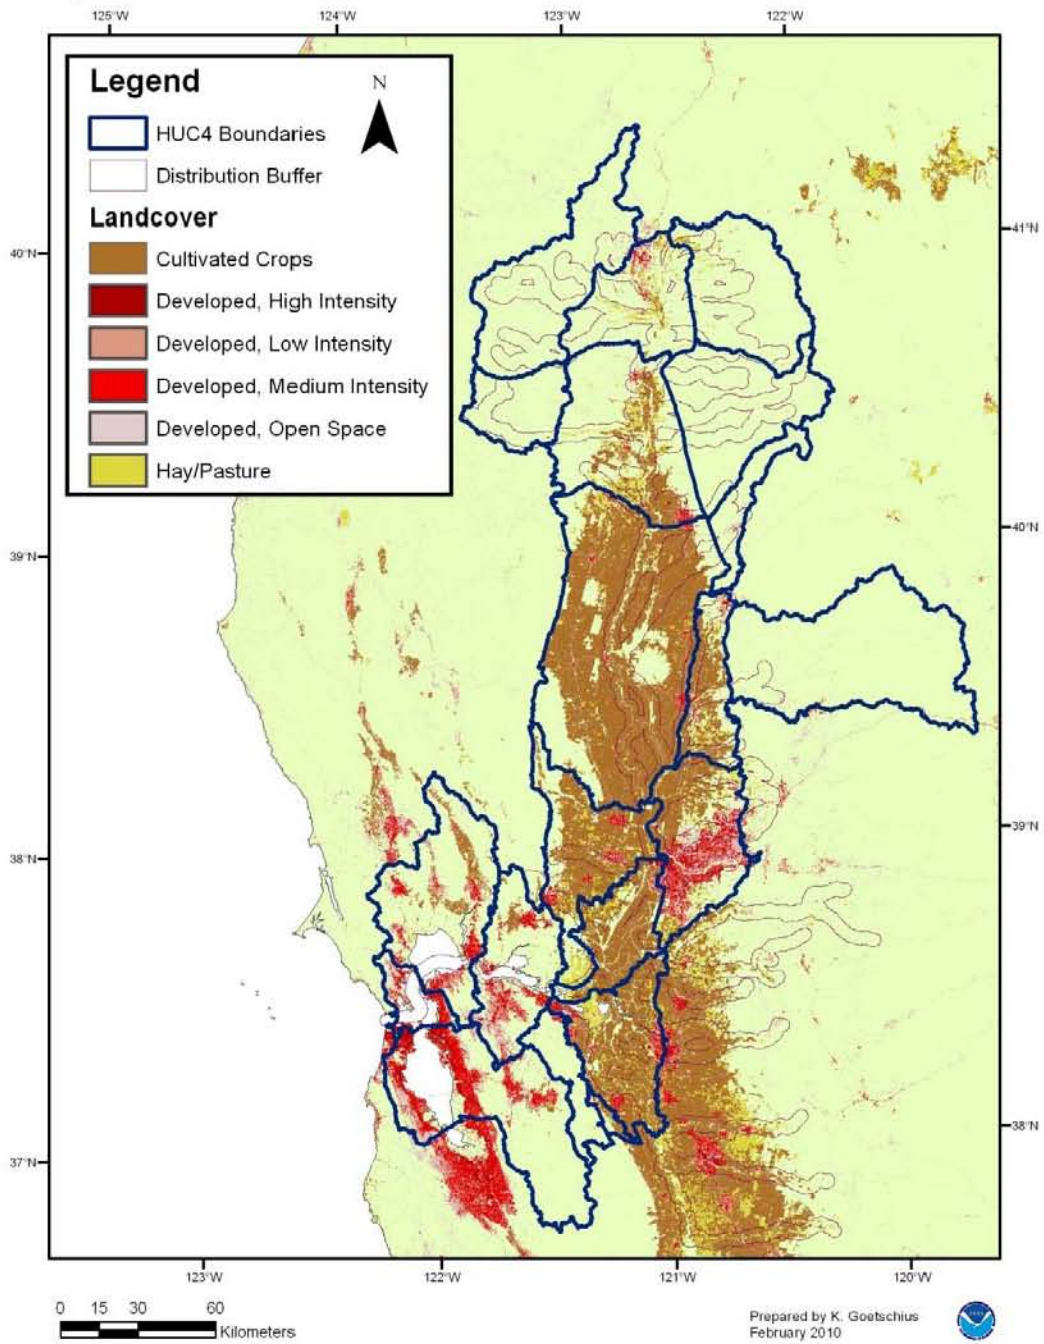 125°W 124°W 123°W 122°W
Legend
N
HUC4 Boundaries
Distribution Buffer
Landcover
Cultivated Crops
Developed, High Intensity
Developed, Low Intensity
Developed, Medium Intensity
Developed, Open Space
Hay/Pasture
40°N 41°N
40°N
39°N
39°N
38°N
38°N
37°N
123°W 122°W 121°W 120°W
0 15 30 60
Kilometers
Prepared by K. Goetschius
February 2010